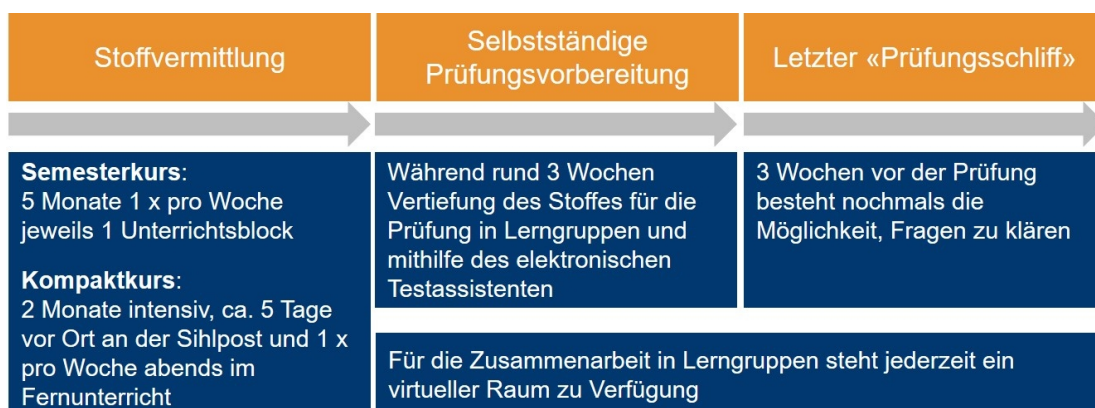 Stoffvermittlung
Selbstständige
Prüfungsvorbereitung
Letzter «Prüfungsschliff»
Semesterkurs:
5 Monate 1 x pro Woche
jeweils 1 Unterrichtsblock
Kompaktkurs:
2 Monate intensiv, ca. 5 Tage
vor Ort an der Sihlpost und 1 x
pro Woche abends im
Fernunterricht
Während rund 3 Wochen
Vertiefung des Stoffes für die
Prüfung in Lerngruppen und
mithilfe des elektronischen
Testassistenten
3 Wochen vor der Prüfung
besteht nochmals die
Möglichkeit, Fragen zu klären
Für die Zusammenarbeit in Lerngruppen steht jederzeit ein
virtueller Raum zu Verfügung